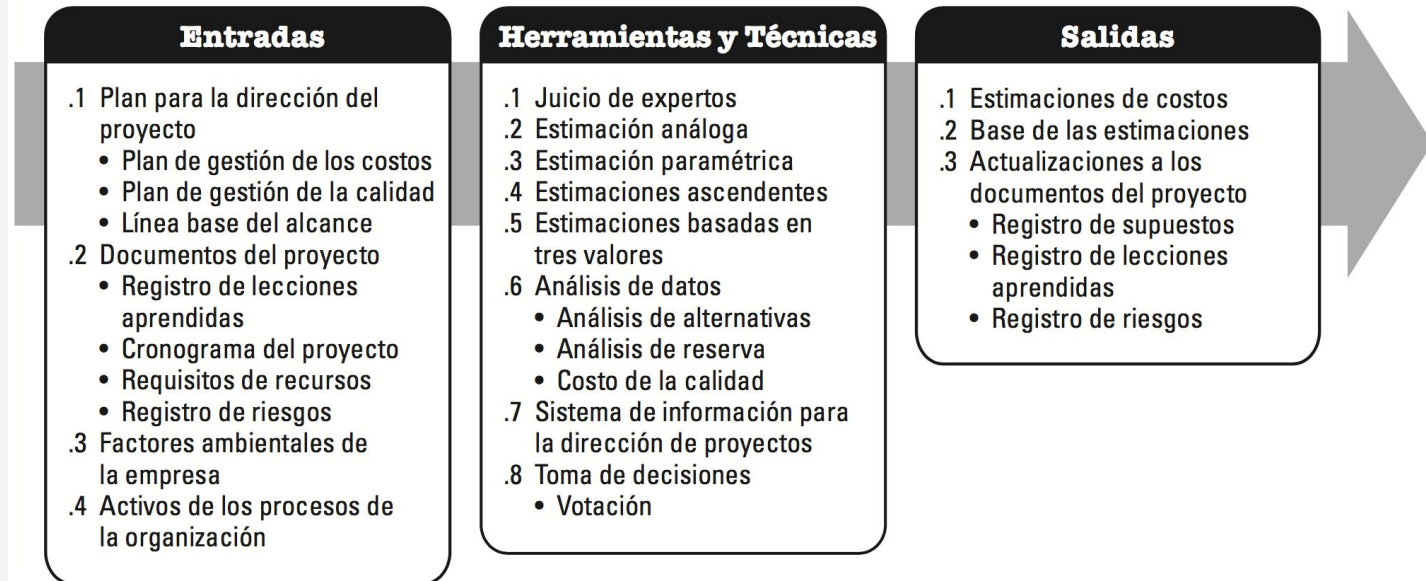 Entradas
.1 Plan para la dirección del
proyecto
• Plan de gestión de los costos
• Plan de gestión de la calidad
• Línea base del alcance
.2 Documentos del proyecto
• Registro de lecciones
aprendidas
• Cronograma del proyecto
• Requisitos de recursos
• Registro de riesgos
.3 Factores ambientales de
la empresa
.4 Activos de los procesos de
la organización
Herramientas y Técnicas
.1 Juicio de expertos
.2 Estimación análoga
.3 Estimación paramétrica
.4 Estimaciones ascendentes
.5 Estimaciones basadas en
tres valores
.6 Análisis de datos
• Análisis de alternativas
• Análisis de reserva
• Costo de la calidad
.7 Sistema de información para
la dirección de proyectos
.8 Toma de decisiones
• Votación
Salidas
.1 Estimaciones de costos
.2 Base de las estimaciones
.3 Actualizaciones a los
documentos del proyecto
• Registro de supuestos
• Registro de lecciones
aprendidas
• Registro de riesgos